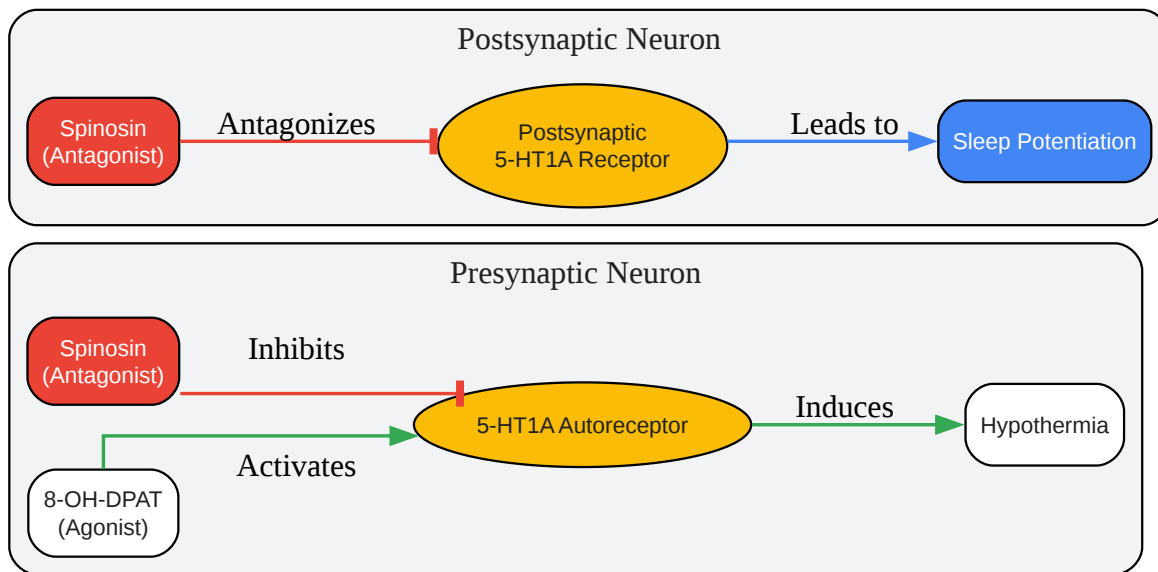 Postsynaptic Neuron
Spinosin
(Antagonist)
Antagonizes
Postsynaptic
5-HT1A Receptor
Leads to
Sleep Potentiation
Presynaptic Neuron
Spinosin
(Antagonist)
Inhibits
5-HT1A Autoreceptor
Induces
Hypothermia
Activates
8-OH-DPAT
(Agonist)